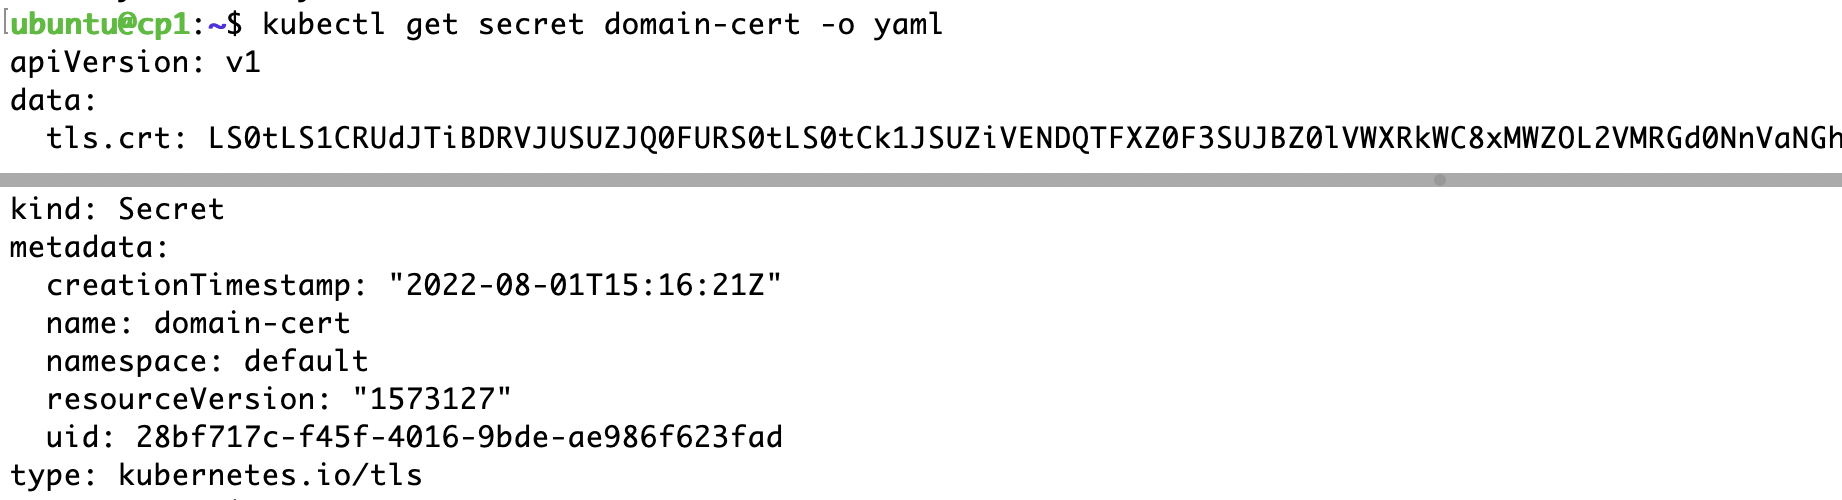 ubuntu@cp1:~$ kubectl get secret domain-cert -o yaml
apiVersion: v1
data:
  tls.crt: LS0tLS1CRUdJTiBDRVJUSUZJQ0FURS0tLS0tCk1JSUZiVENDQTFXZ0F3SUJBZ0lVWXRkWC8xMWZOL2VMRGd0NnVaNGh
kind: Secret
metadata:
  creationTimestamp: "2022-08-01T15:16:21Z"
  name: domain-cert
  namespace: default
  resourceVersion: "1573127"
  uid: 28bf717c-f45f-4016-9bde-ae986f623fad
type: kubernetes.io/tls